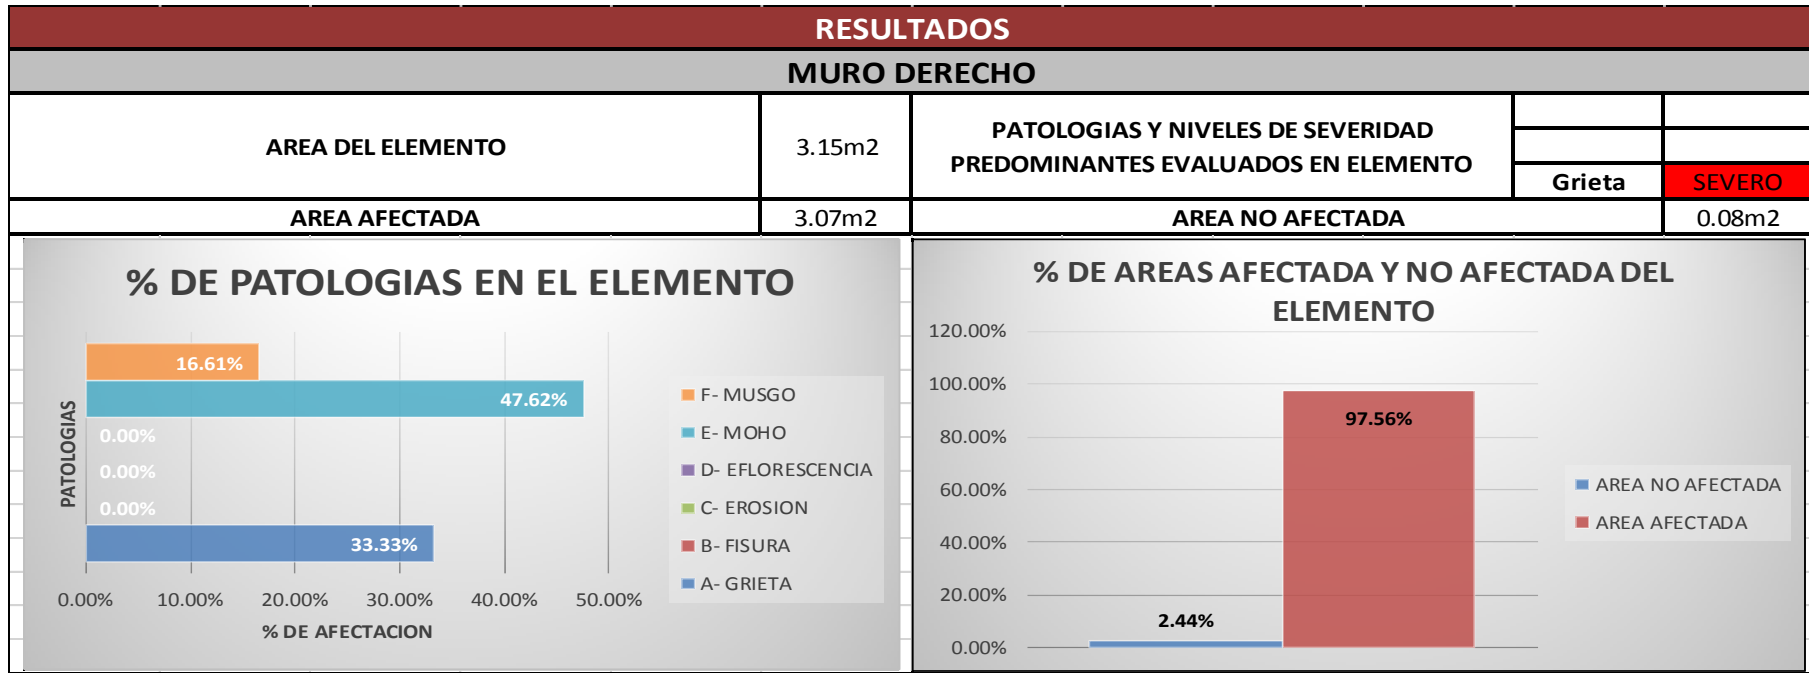 RESULTADOS
MURO DERECHO
AREA DEL ELEMENTO
3.15m2
PATOLOGIAS Y NIVELES DE SEVERIDAD
PREDOMINANTES EVALUADOS EN ELEMENTO
Grieta
SEVERO
AREA AFECTADA
3.07m2
AREA NO AFECTADA
0.08m2
% DE PATOLOGIAS EN EL ELEMENTO
PATOLOGIAS
16.61%
47.62%
0.00%
0.00%
0.00%
33.33%
0.00%
10.00%
20.00%
30.00%
40.00%
50.00%
% DE AFECTACION
F- MUSGO
E- MOHO
D- EFLORESCENCIA
C- EROSION
B- FISURA
A- GRIETA
% DE AREAS AFECTADA Y NO AFECTADA DEL
ELEMENTO
120.00%
100.00%
80.00%
60.00%
40.00%
20.00%
0.00%
2.44%
97.56%
AREA NO AFECTADA
AREA AFECTADA